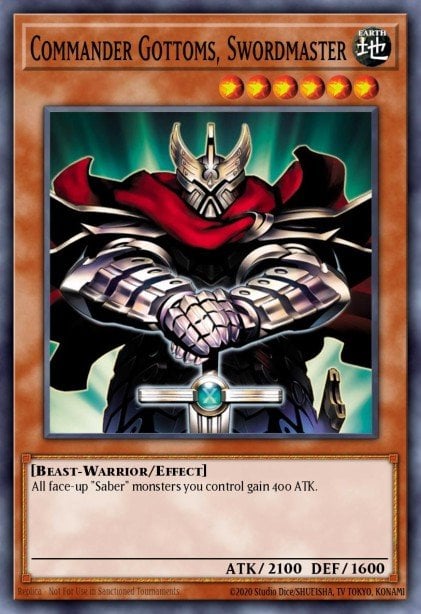 Commander Gottoms, Swordmaster
EARTH
地
[Beast-Warrior/Effect]
All face-up "Saber" monsters you control gain 400 ATK.
ATK/2100 DEF/1600
Replica - Not For Use in Sanctioned Tournaments
©2020 Studio Dice/SHUEISHA, TV TOKYO, KONAMI